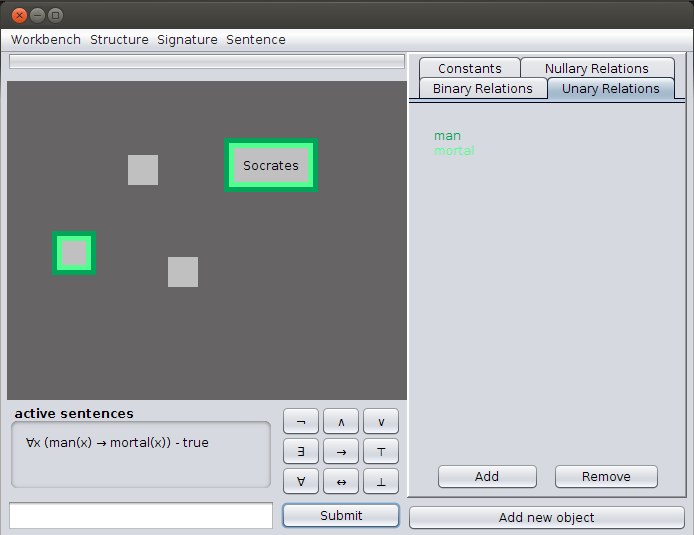 Workbench Structure Signature Sentence
Constants Nullary Relations
Binary Relations Unary Relations
man
mortal
Socrates
active sentences
∀x (man(x) → mortal(x)) - true
¬ ∧ ∨
∃ → ⊤
∀ ↔ ⊥
Submit
Add Remove
Add new object